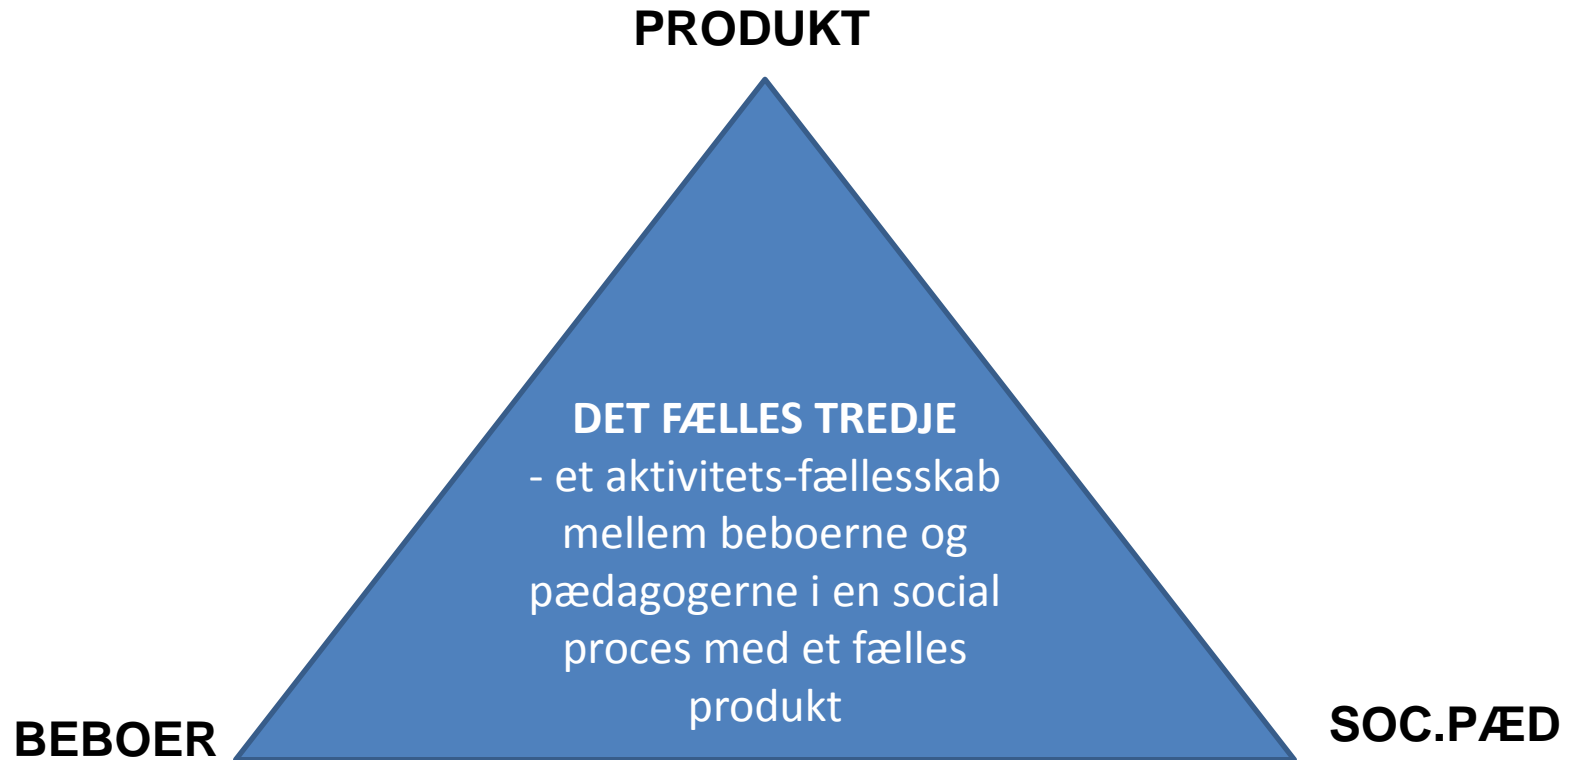 PRODUKT
DET FÆLLES TREDJE
- et aktivitets-fællesskab
mellem beboerne og
pædagogerne i en social
proces med et fælles
produkt
BEBOER
SOC.PÆD